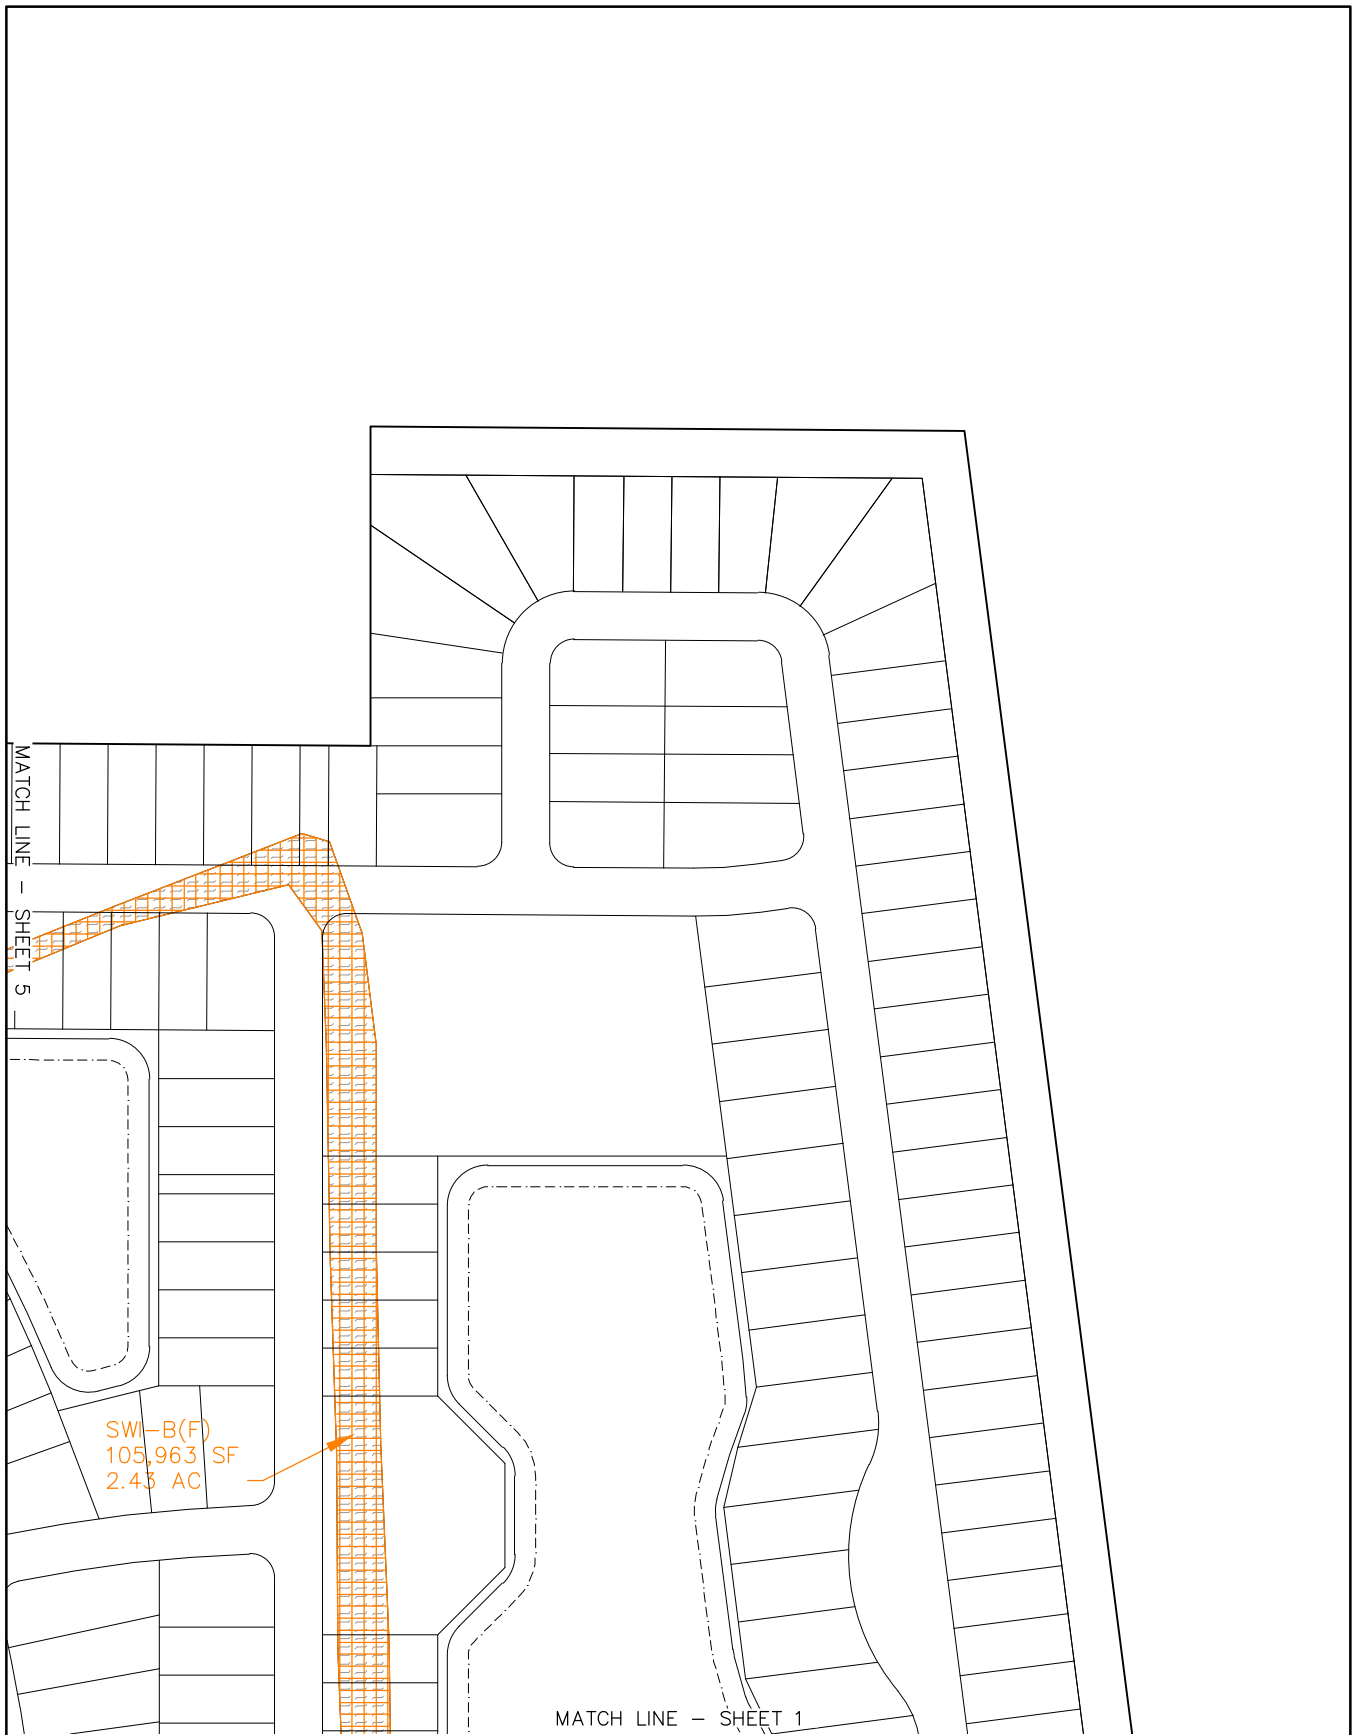 MATCH LINE – SHEET 5
SWI–B(F)
105,963 SF
2.43 AC
MATCH LINE – SHEET 1